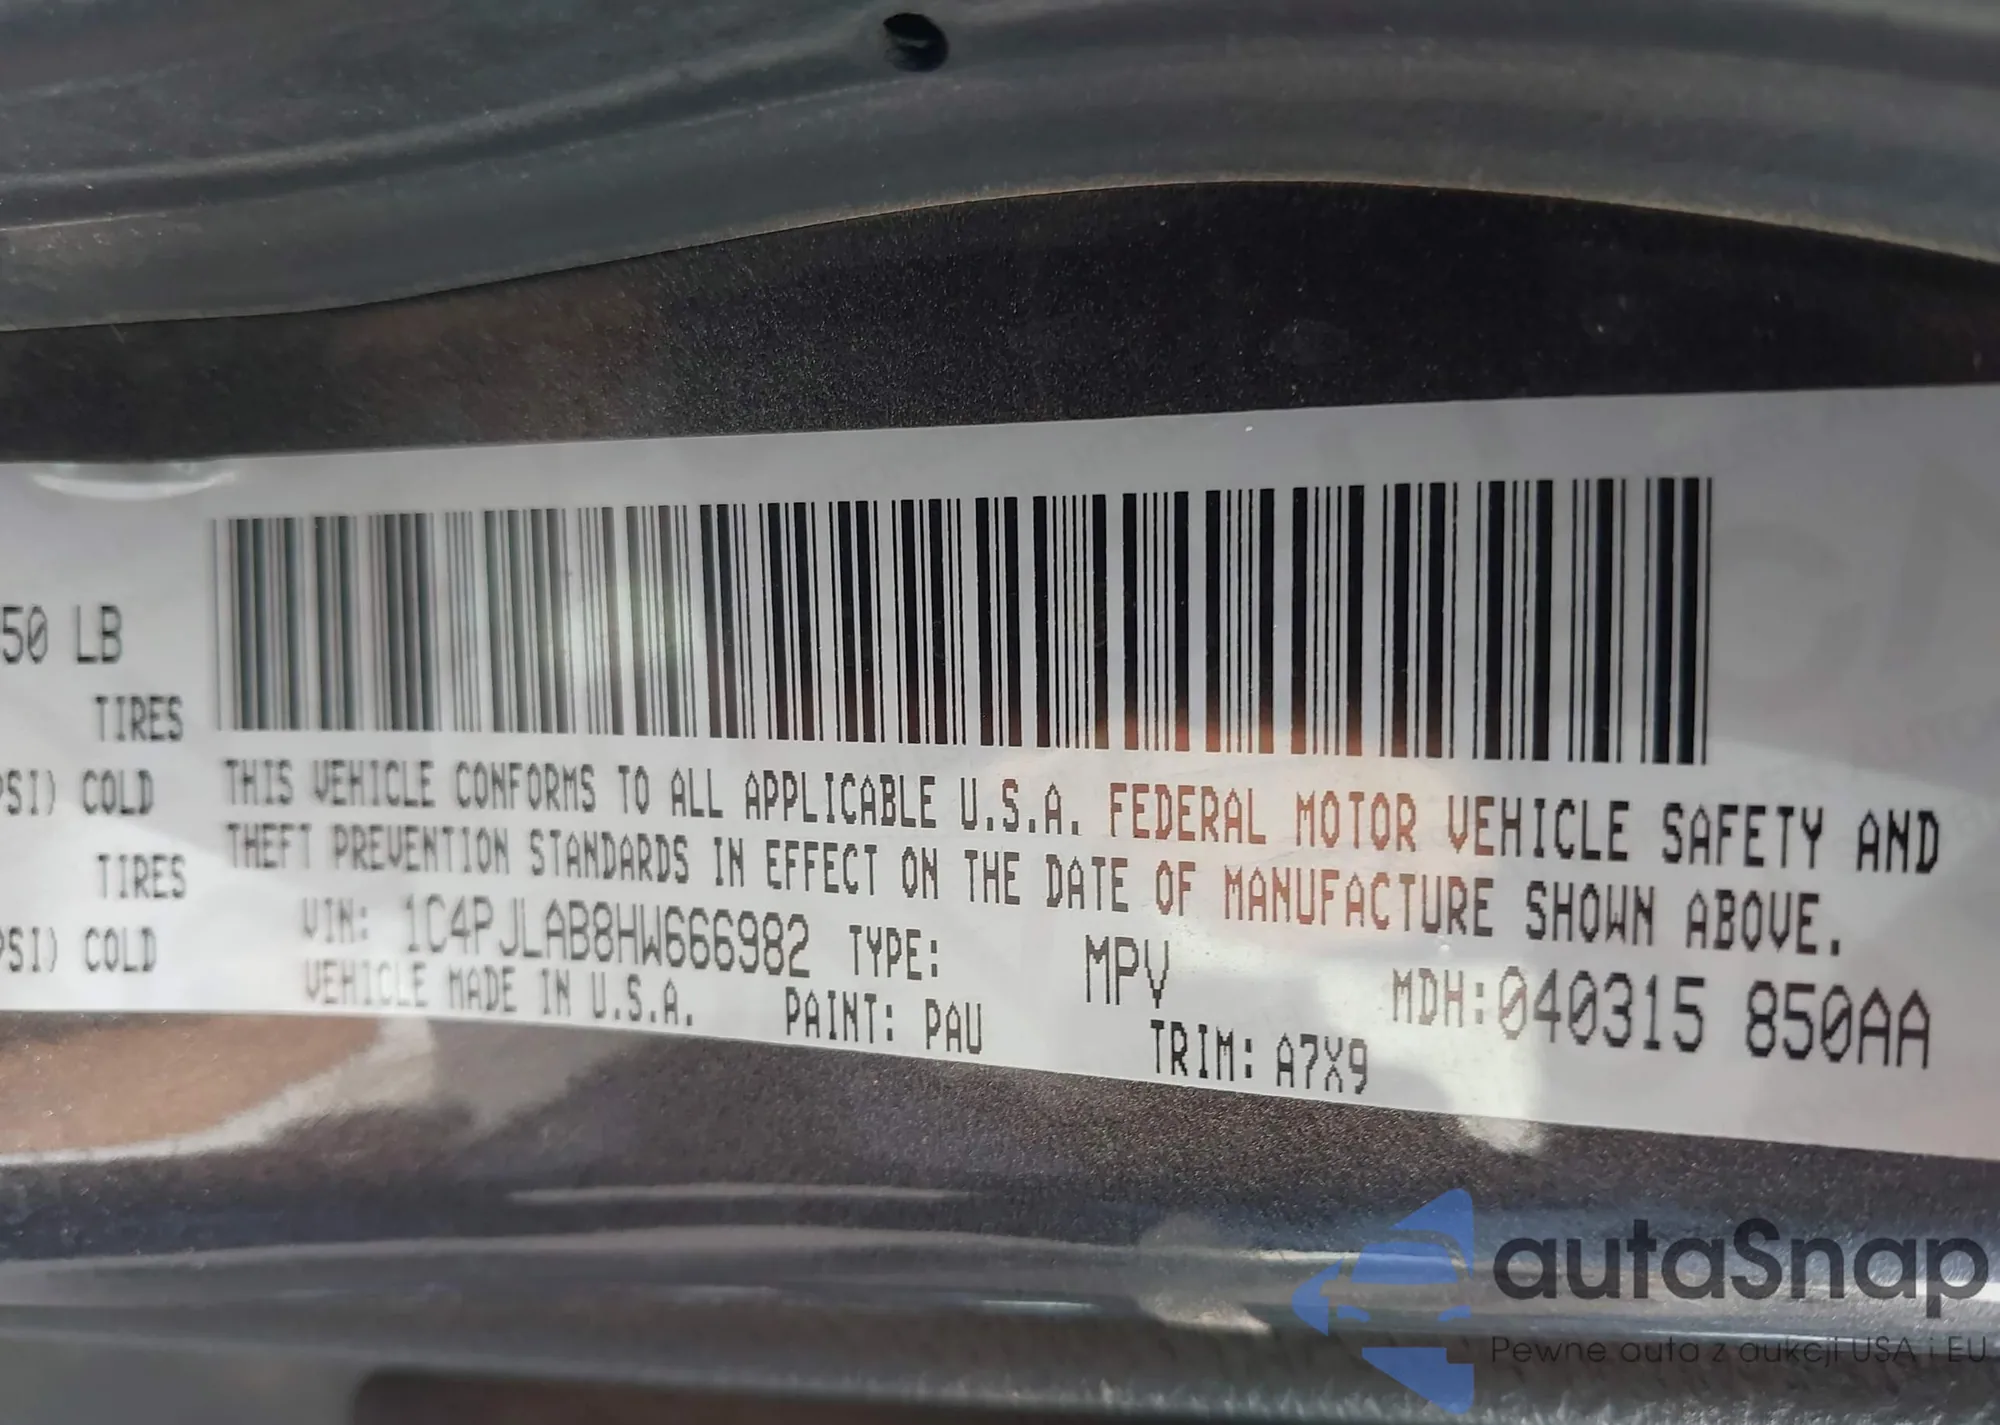 50 LB
TIRES
PSI) COLD
TIRES
PSI) COLD
THIS VEHICLE CONFORMS TO ALL APPLICABLE U.S.A. FEDERAL MOTOR VEHICLE SAFETY AND
THEFT PREVENTION STANDARDS IN EFFECT ON THE DATE OF MANUFACTURE SHOWN ABOVE.
VIN: 1C4PJLAB8HW666982 TYPE: MPV MDH:040315 850AA
VEHICLE MADE IN U.S.A. PAINT: PAU TRIM: A7X9
autaSnap
Pewne auta z aukcji USA i EU